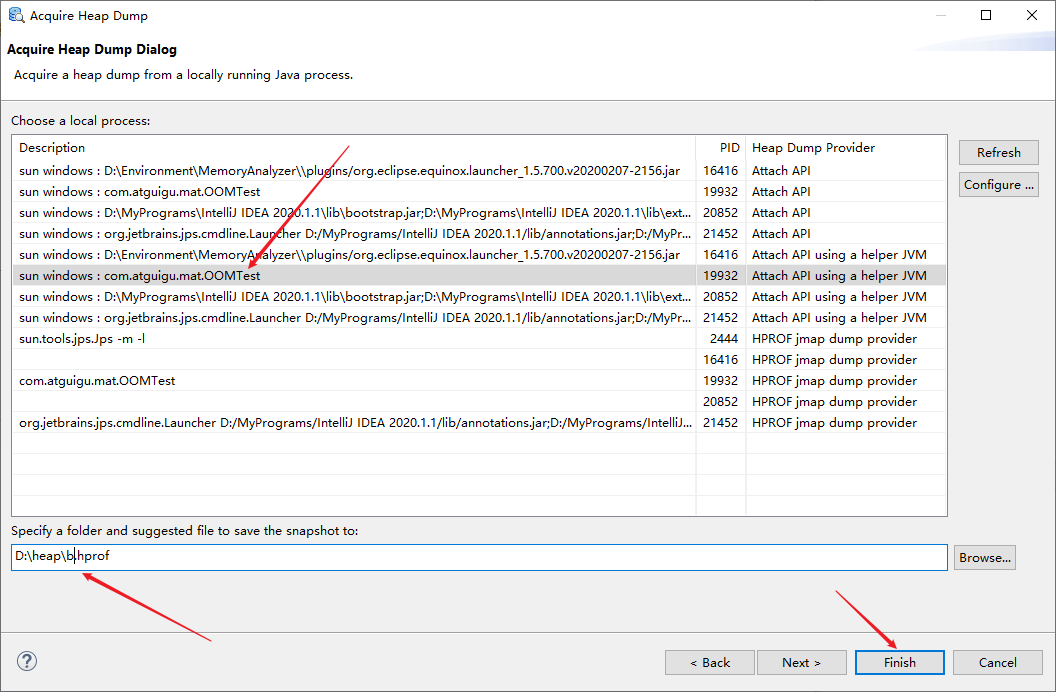 Acquire Heap Dump
Acquire Heap Dump Dialog
Acquire a heap dump from a locally running Java process.
Choose a local process:
Description PID Heap Dump Provider
sun windows : D:\Environment\MemoryAnalyzer\\plugins/org.eclipse.equinox.launcher_1.5.700.v20200207-2156.jar 16416 Attach API
sun windows : com.atguigu.mat.OOMTest 19932 Attach API
sun windows : D:\MyPrograms\IntelliJ IDEA 2020.1.1\lib\bootstrap.jar;D:\MyPrograms\IntelliJ IDEA 2020.1.1\lib\ext... 20852 Attach API
sun windows : org.jetbrains.jps.cmdline.Launcher D:/MyPrograms/IntelliJ IDEA 2020.1.1/lib/annotations.jar;D:/MyPr... 21452 Attach API
sun windows : D:\Environment\MemoryAnalyzer\\plugins/org.eclipse.equinox.launcher_1.5.700.v20200207-2156.jar 16416 Attach API using a helper JVM
sun windows : com.atguigu.mat.OOMTest 19932 Attach API using a helper JVM
sun windows : D:\MyPrograms\IntelliJ IDEA 2020.1.1\lib\bootstrap.jar;D:\MyPrograms\IntelliJ IDEA 2020.1.1\lib\ext... 20852 Attach API using a helper JVM
sun windows : org.jetbrains.jps.cmdline.Launcher D:/MyPrograms/IntelliJ IDEA 2020.1.1/lib/annotations.jar;D:/MyPr... 21452 Attach API using a helper JVM
sun.tools.jps.Jps -m -l 2444 HPROF jmap dump provider
16416 HPROF jmap dump provider
com.atguigu.mat.OOMTest 19932 HPROF jmap dump provider
20852 HPROF jmap dump provider
org.jetbrains.jps.cmdline.Launcher D:/MyPrograms/IntelliJ IDEA 2020.1.1/lib/annotations.jar;D:/MyPrograms/IntelliJ... 21452 HPROF jmap dump provider
Refresh
Configure ...
Specify a folder and suggested file to save the snapshot to:
D:\heap\b.hprof
Browse...
?
< Back
Next >
Finish
Cancel